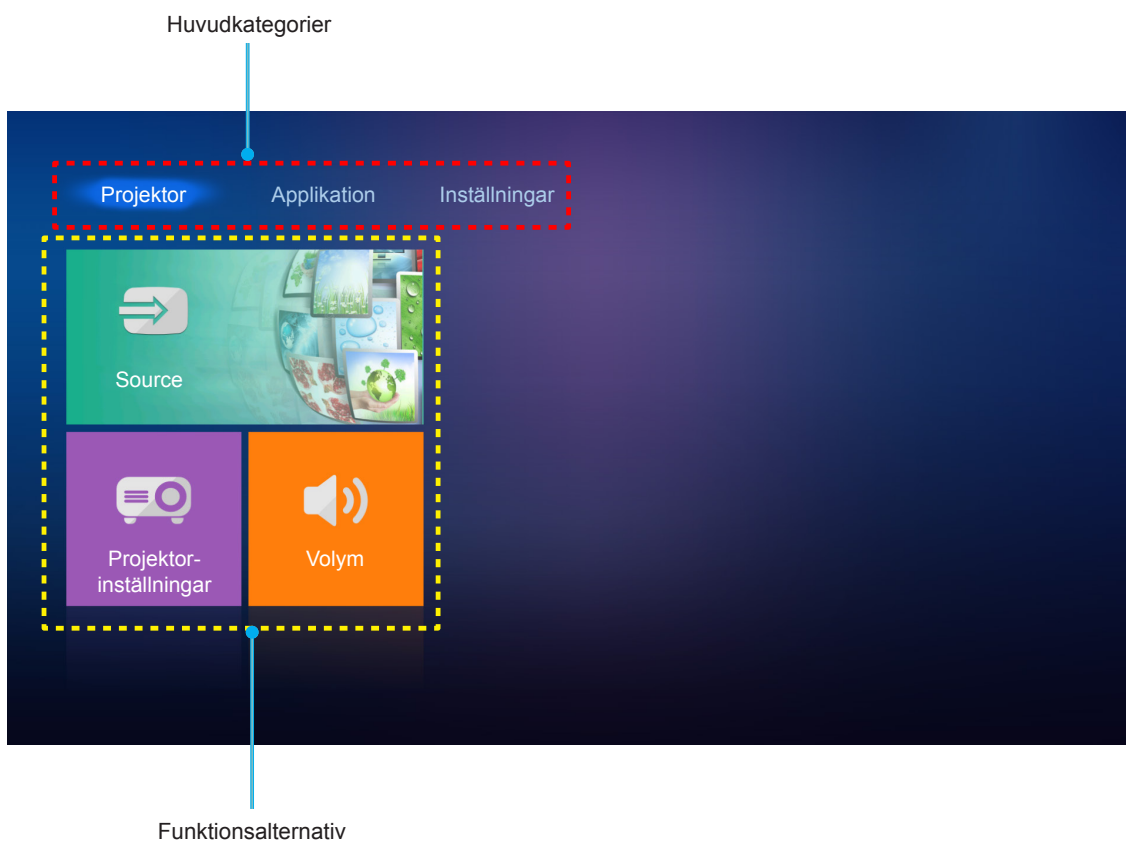 Huvudkategorier
Projektor Applikation Inställningar
Source
Projektor-
inställningar
Volym
Funktionsalternativ